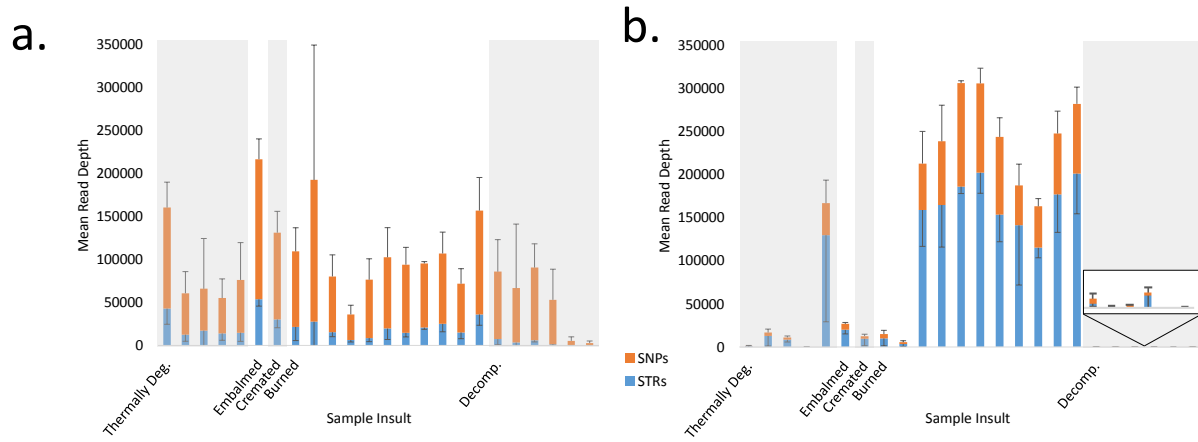 a.
350000
300000
250000
200000
150000
100000
50000
0
Mean Read Depth
Thermally Deg.
Embalmed
Cremated
Burned
Decomp.
Sample Insult
SNPs
STRs
b.
350000
300000
250000
200000
150000
100000
50000
0
Mean Read Depth
Thermally Deg.
Embalmed
Cremated
Burned
Decomp.
Sample Insult